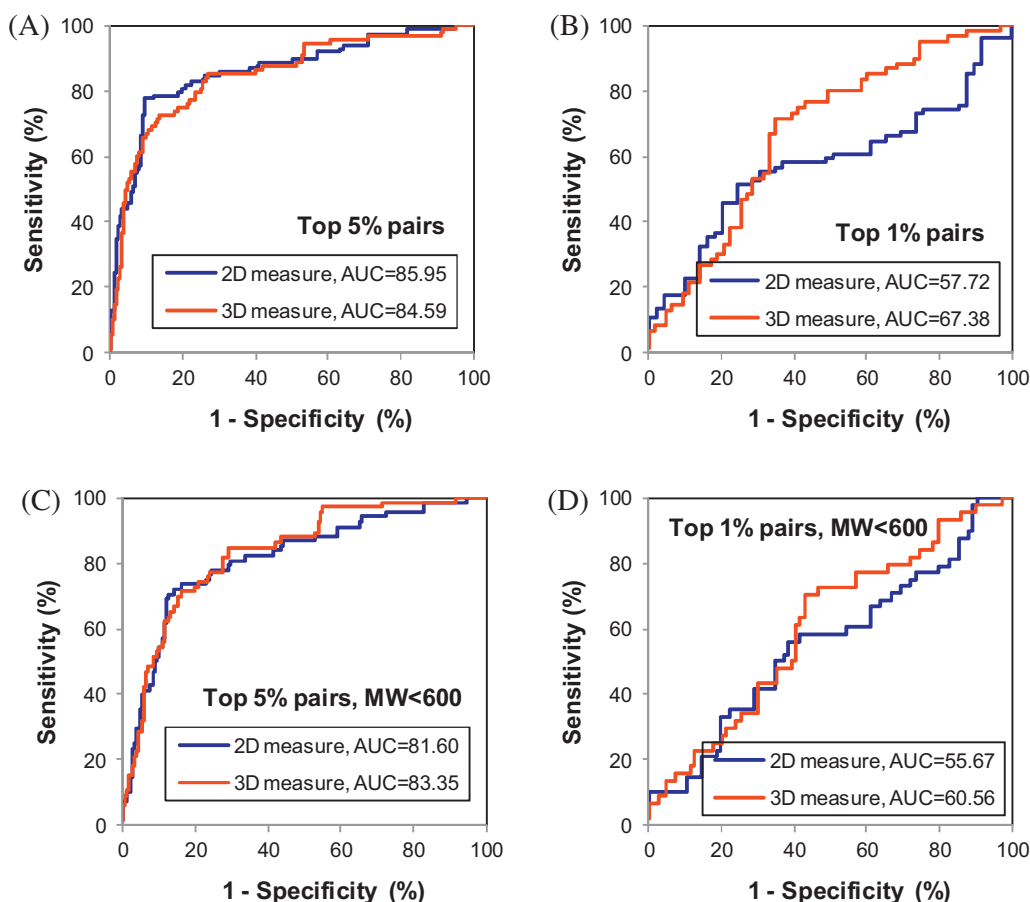 (A)
100
80
60
40
20
0
Sensitivity (%)
Top 5% pairs
2D measure, AUC=85.95
3D measure, AUC=84.59
0 20 40 60 80 100
1 - Specificity (%)
(B)
100
80
60
40
20
0
Sensitivity (%)
Top 1% pairs
2D measure, AUC=57.72
3D measure, AUC=67.38
0 20 40 60 80 100
1 - Specificity (%)
(C)
100
80
60
40
20
0
Sensitivity (%)
Top 5% pairs, MW<600
2D measure, AUC=81.60
3D measure, AUC=83.35
0 20 40 60 80 100
1 - Specificity (%)
(D)
100
80
60
40
20
0
Sensitivity (%)
Top 1% pairs, MW<600
2D measure, AUC=55.67
3D measure, AUC=60.56
0 20 40 60 80 100
1 - Specificity (%)